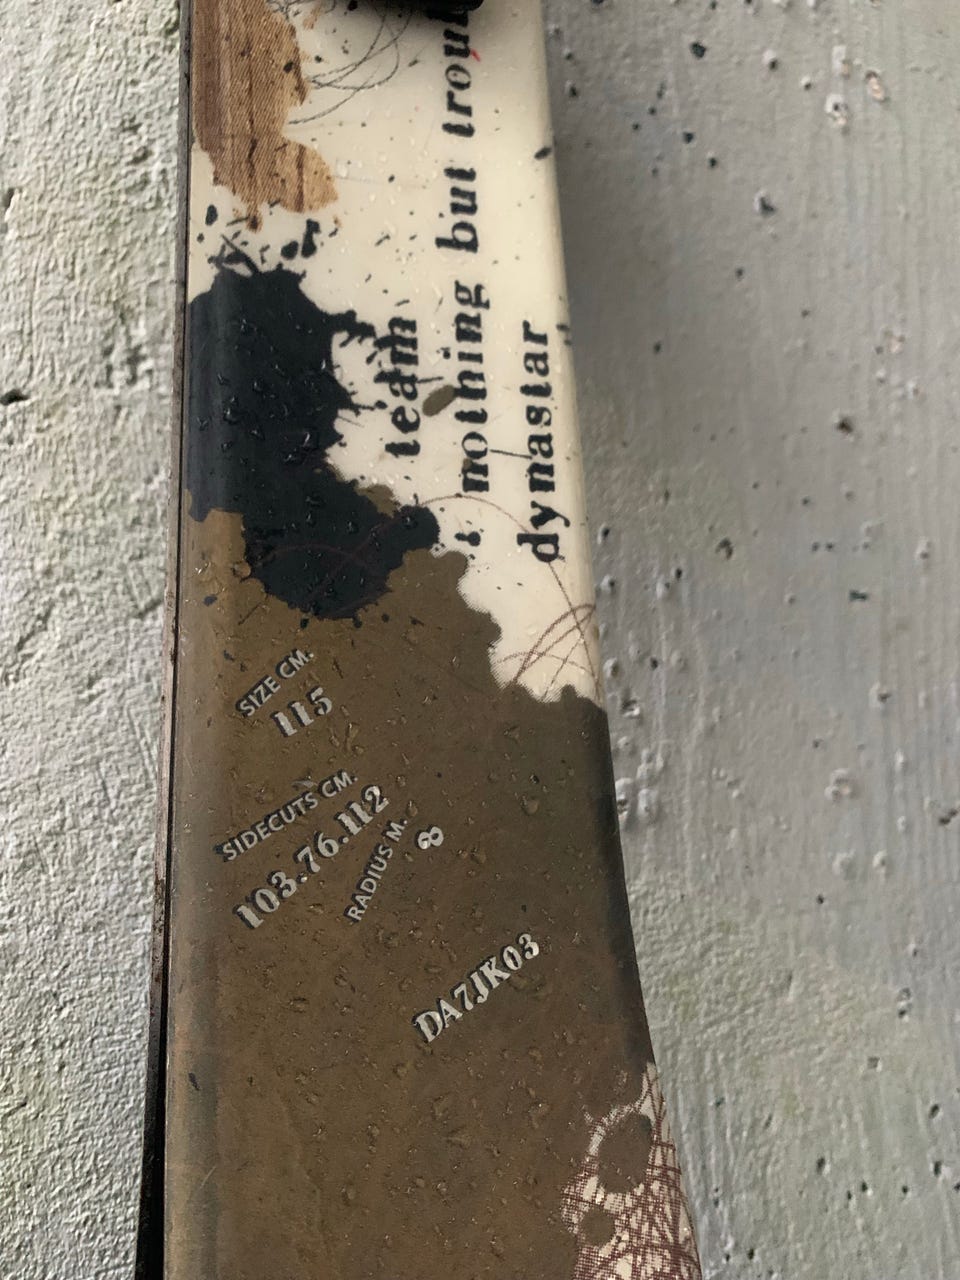 team
nothing but trou
dynastar
SIZE CM.
115
SIDECUTS CM.
103.76.112
RADIUS M.
8
DA7JK03